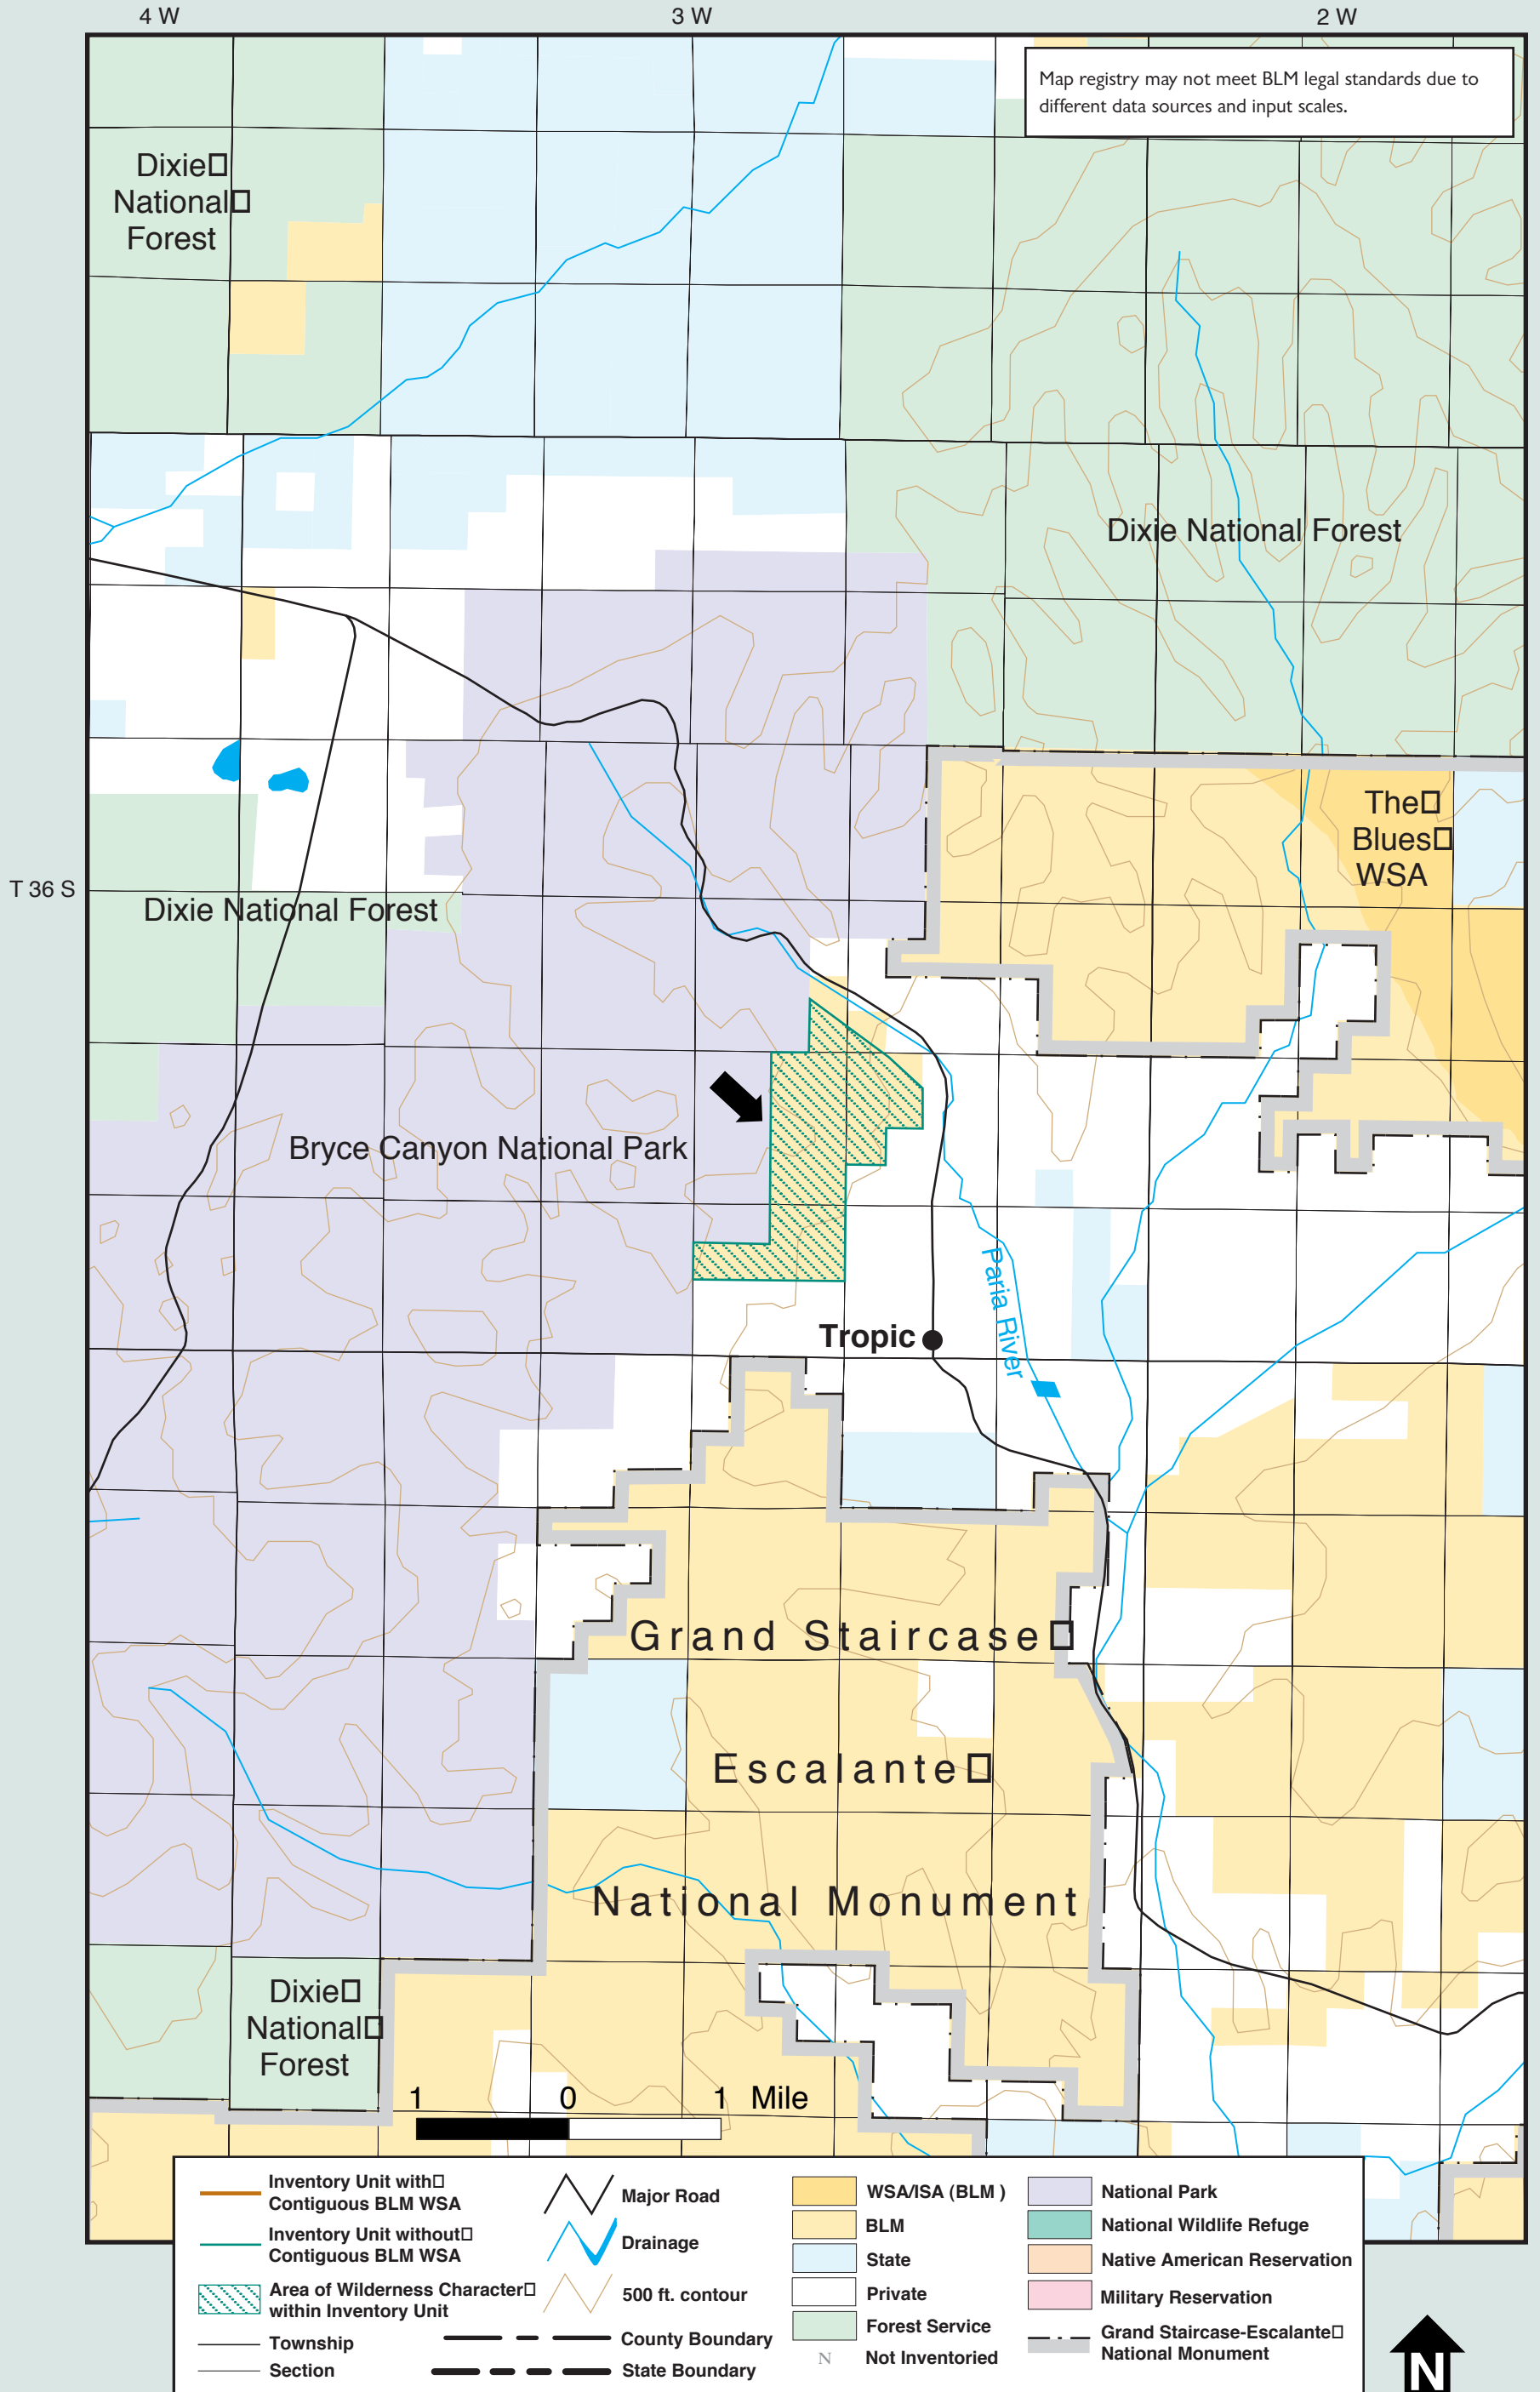 4 W
3 W
2 W
Map registry may not meet BLM legal standards due to
different data sources and input scales.
Dixie
National
Forest
Dixie National Forest
The
Blues
WSA
T 36 S
Dixie National Forest
Bryce Canyon National Park
Paria River
Tropic
Grand Staircase
Escalante
National Monument
Dixie
National
Forest
1 0 1 Mile
Inventory Unit with
Contiguous BLM WSA
Inventory Unit without
Contiguous BLM WSA
Area of Wilderness Character
within Inventory Unit
Township
Section
Major Road
Drainage
500 ft. contour
County Boundary
State Boundary
WSA/ISA (BLM )
BLM
State
Private
Forest Service
N Not Inventoried
National Park
National Wildlife Refuge
Native American Reservation
Military Reservation
Grand Staircase-Escalante
National Monument
N